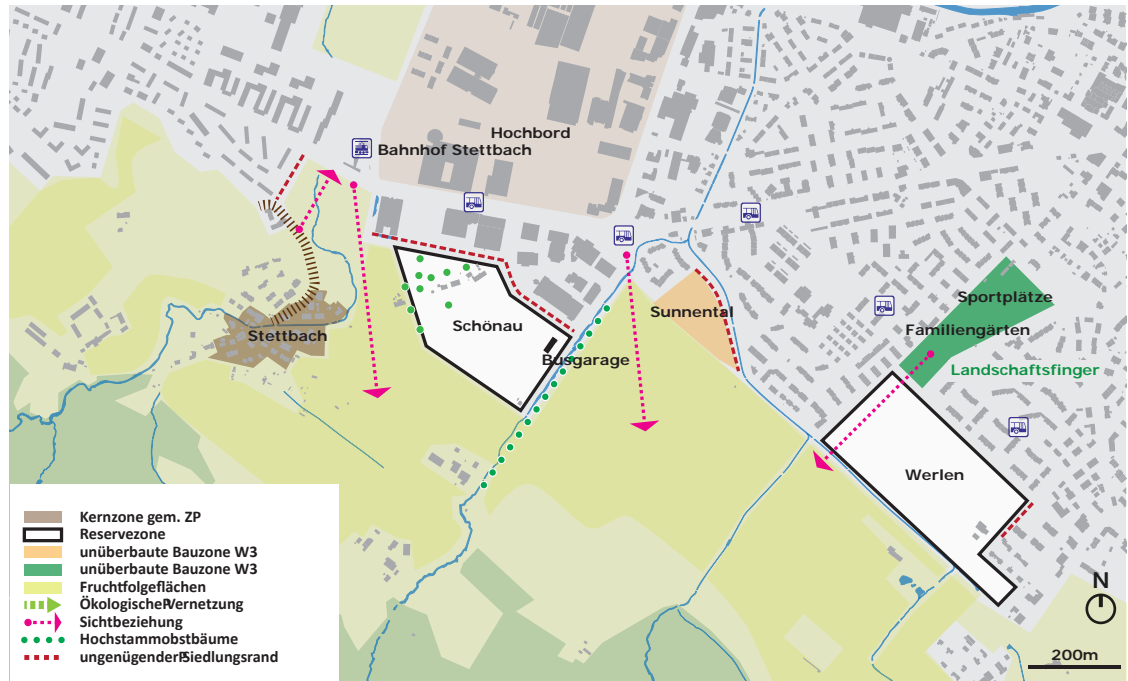 Hochbord
Bahnhof Stettbach
Sportplätze
Sunnental
Schönau
Familiengärten
Stettbach
Busgarage
Landschaftsfinger
Werlen
Kernzone gem. ZP
Reservezone
unüberbaute Bauzone W3
unüberbaute Bauzone W3
Fruchtfolgeflächen
Ökologische Vernetzung
Sichtbeziehung
Hochstammobstbäume
ungenügender Siedlungsrand
N
200m